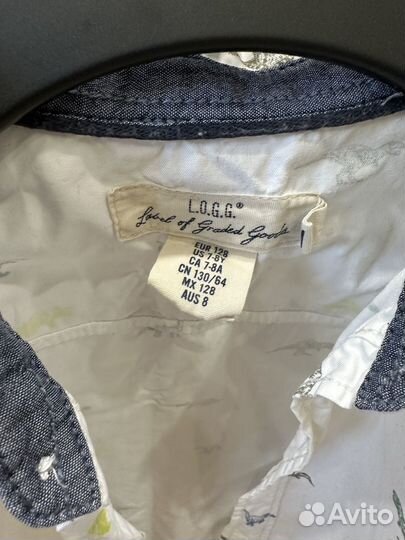 L.O.G.G.®
Label of Graded Goods
EUR 128
US 7-8Y
CA 7-8A
CN 130/64
MX 128
AUS 8
Avito